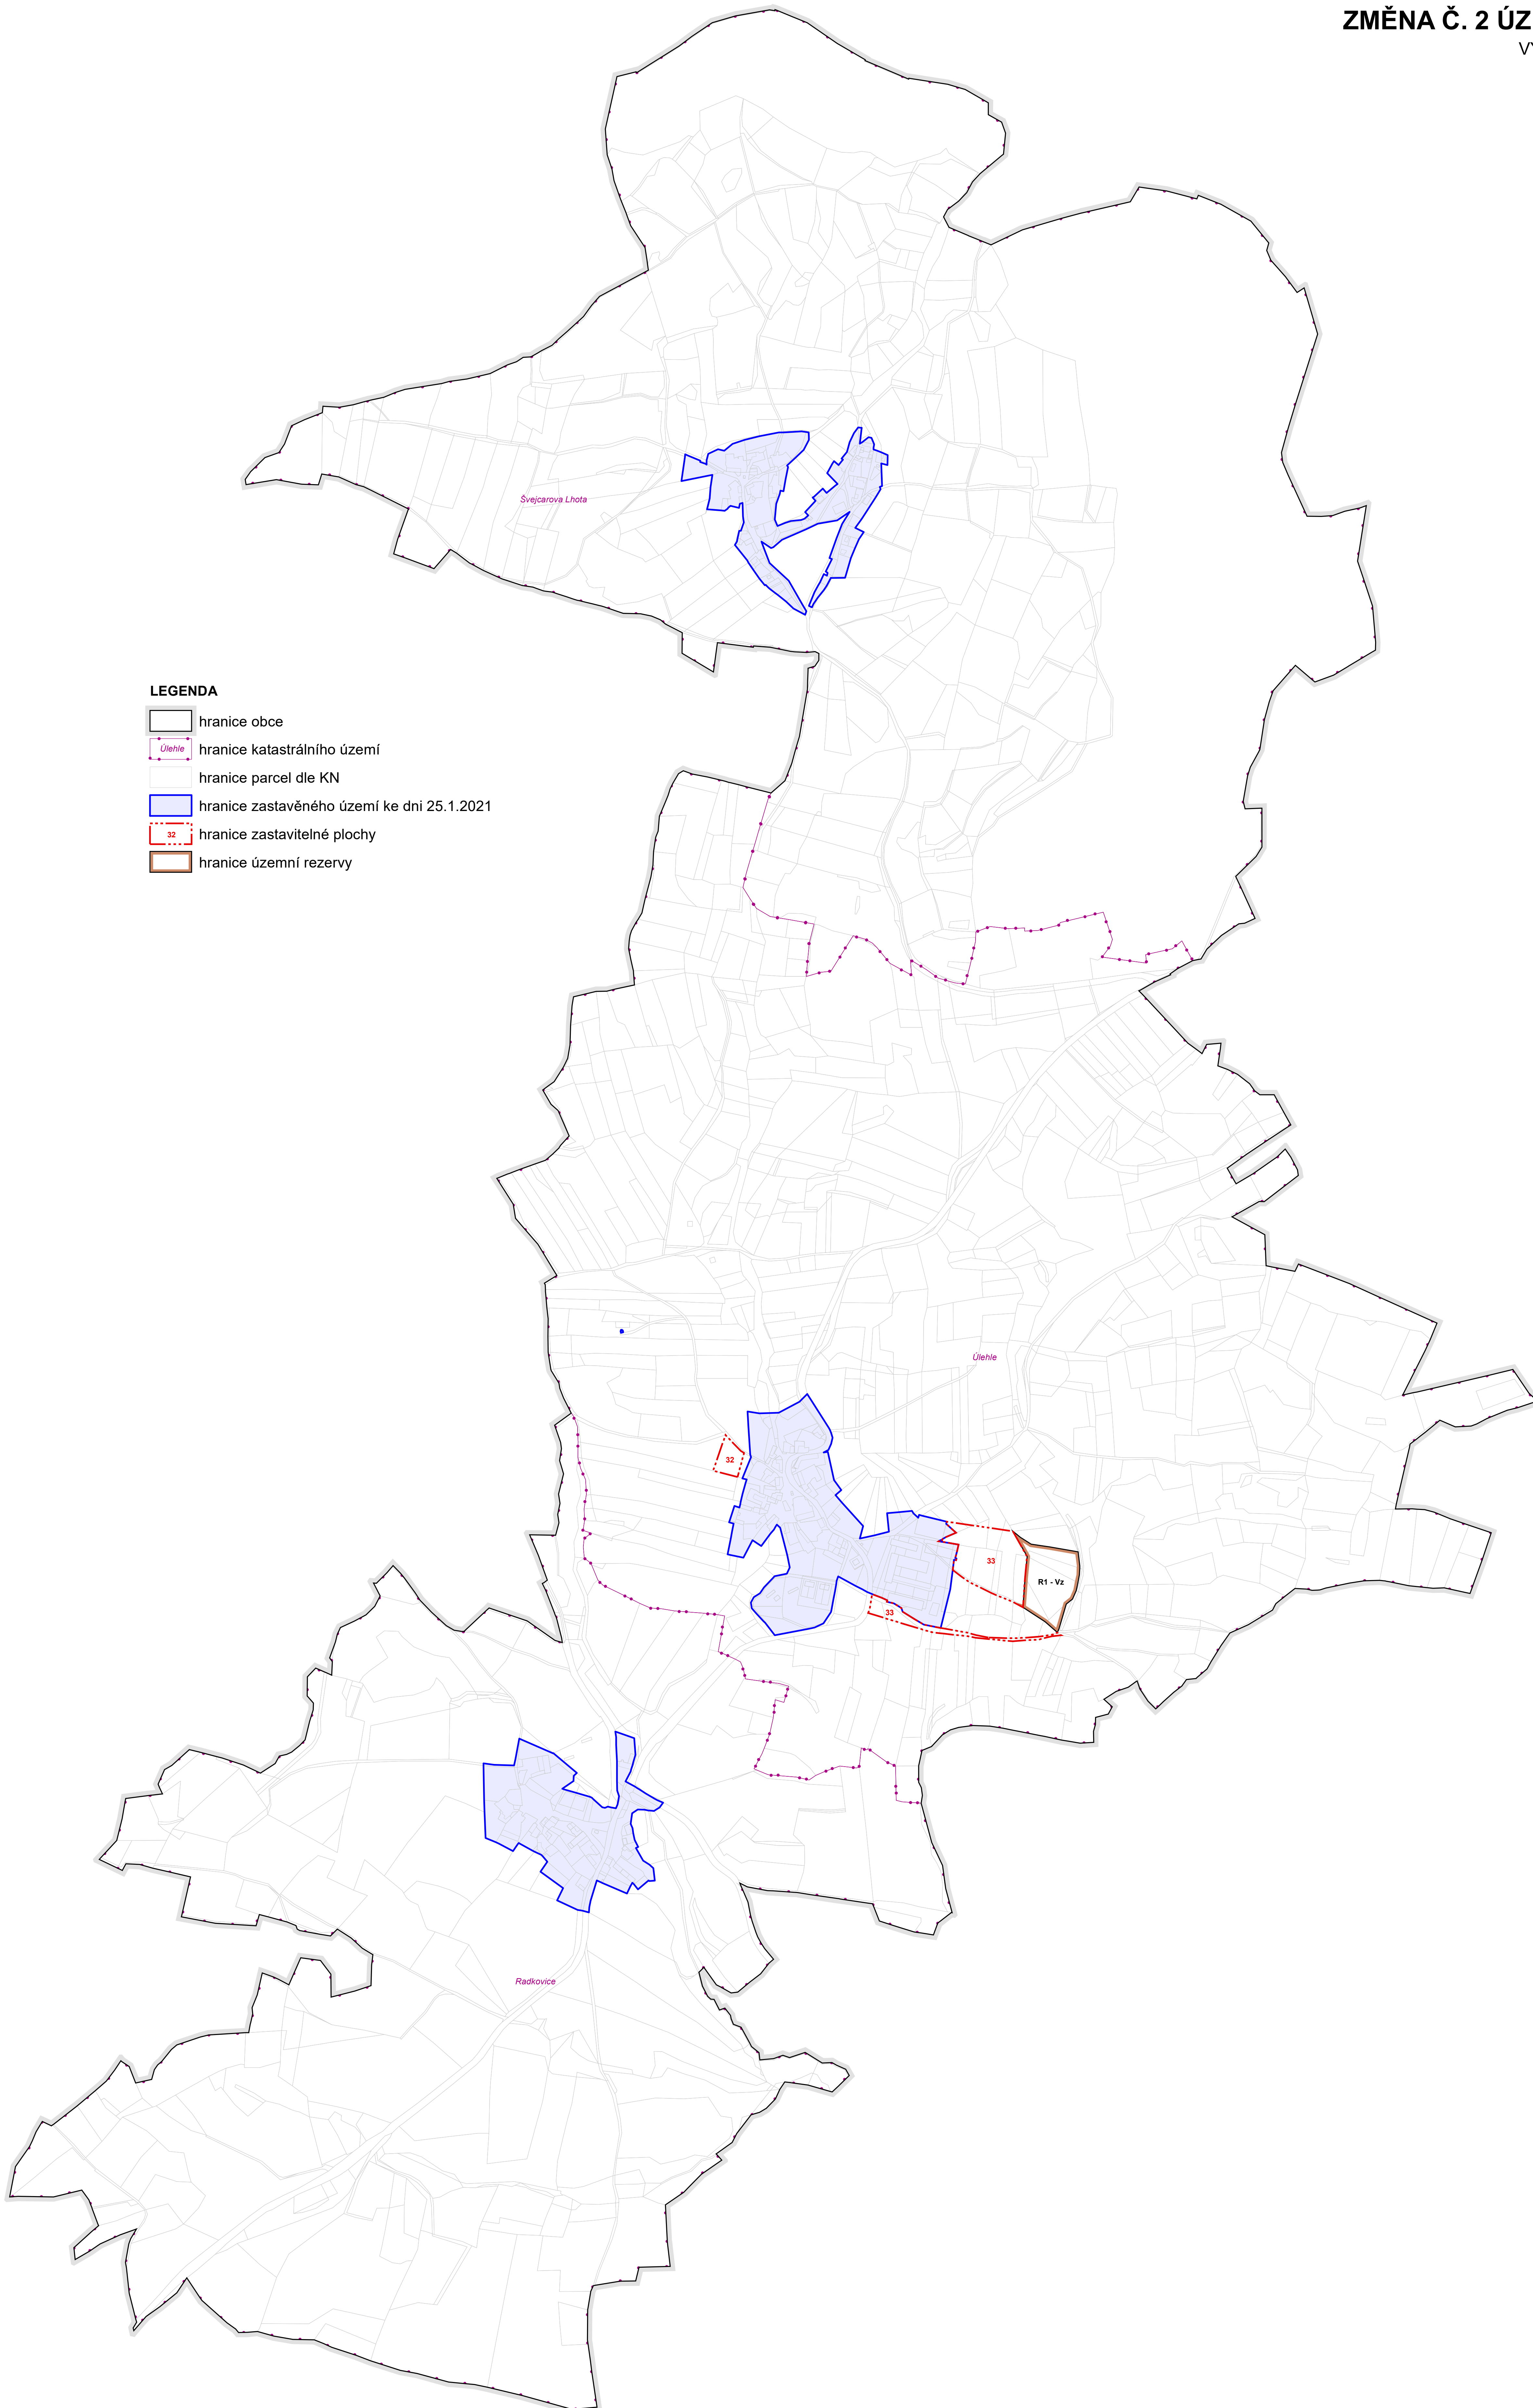 ZMĚNA Č. 2 ÚZ
VÝ
Švejcarova Lhota
LEGENDA
hranice obce
Úlehle hranice katastrálního území
hranice parcel dle KN
hranice zastavěného území ke dni 25.1.2021
32 hranice zastavitelné plochy
hranice územní rezervy
Úlehle
32
33
R1 - Vz
33
Radkovice